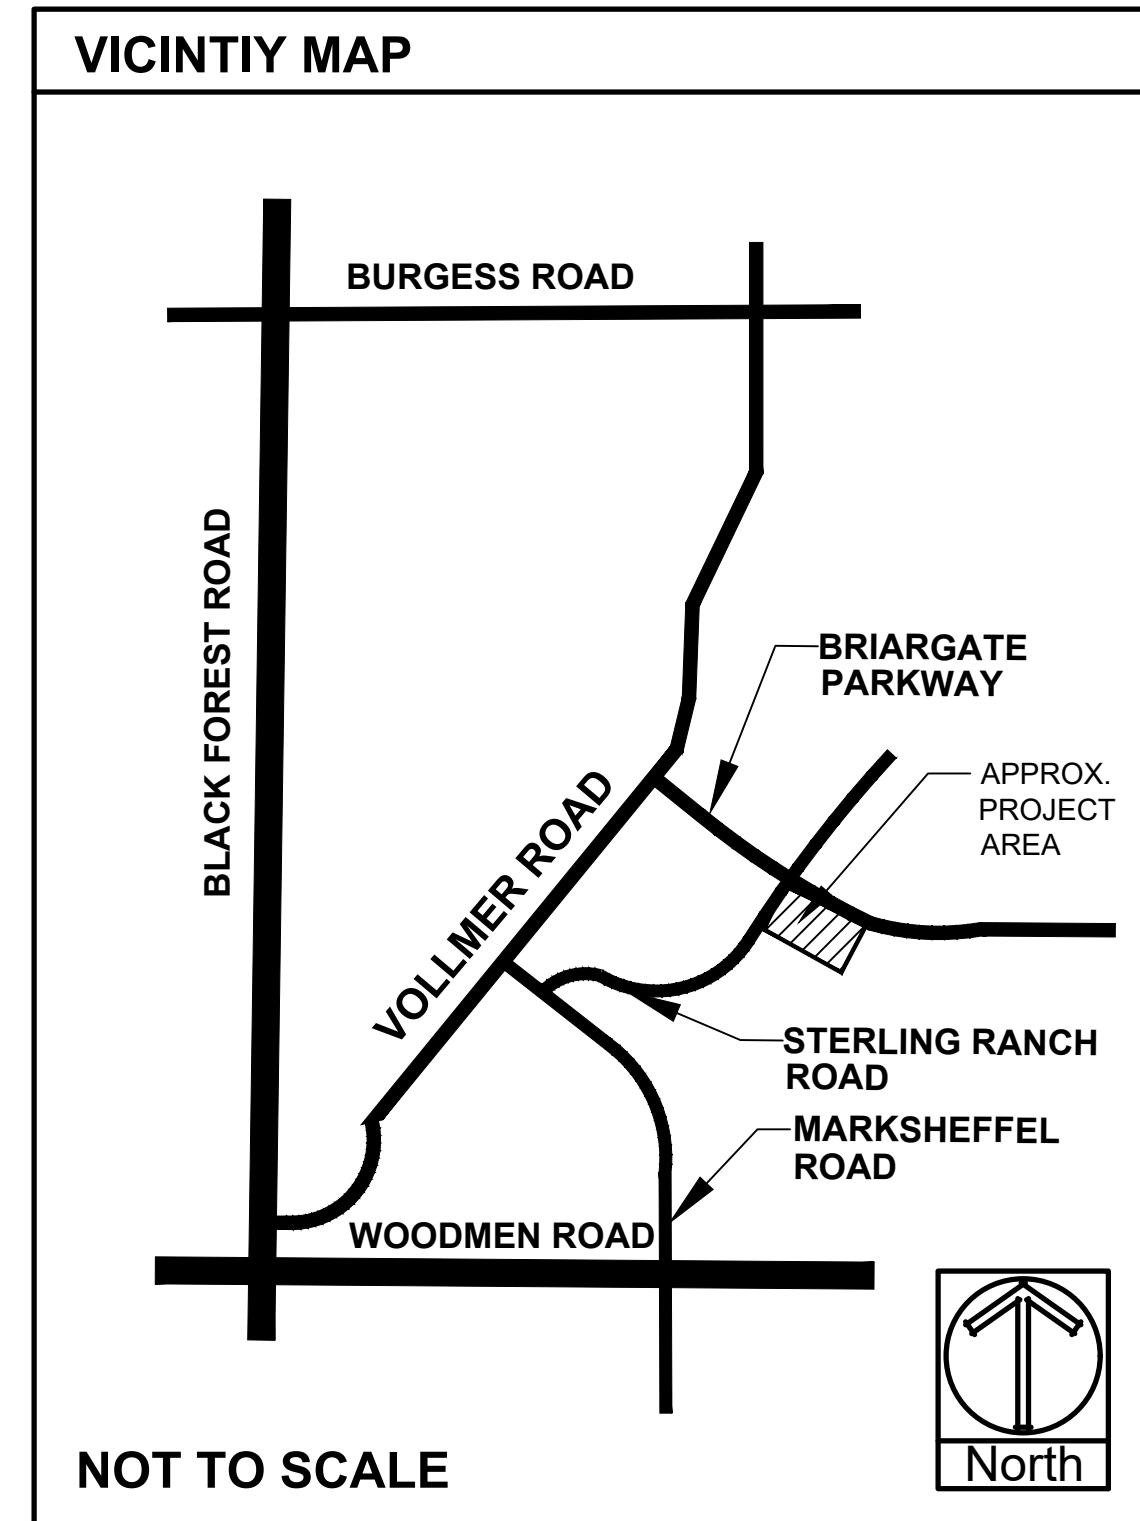 VICINTIY MAP
BURGESS ROAD
BLACK FOREST ROAD
BRIARGATE
PARKWAY
APPROX.
PROJECT
AREA
VOLLMER ROAD
STERLING RANCH
ROAD
MARKSHEFFEL
ROAD
WOODMEN ROAD
NOT TO SCALE
North